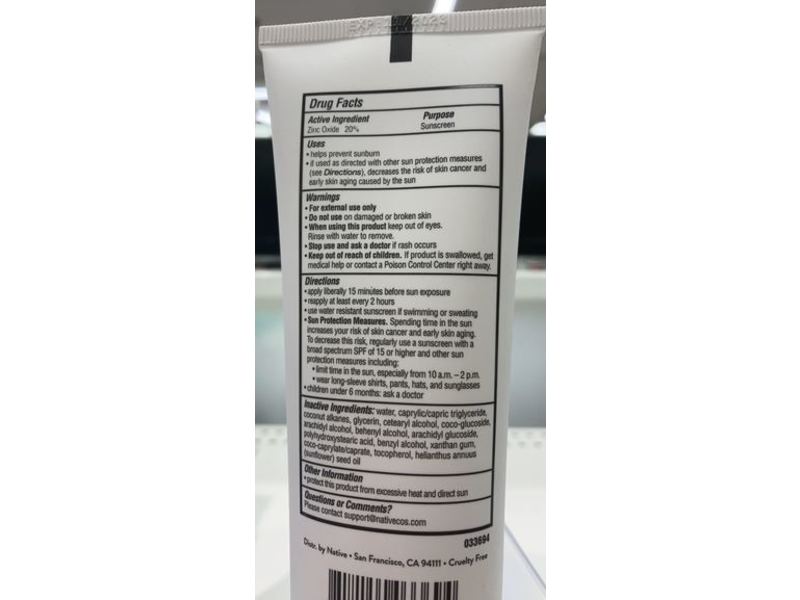 Drug Facts
Active Ingredient Purpose
Zinc Oxide 20% Sunscreen
Uses
• helps prevent sunburn
• if used as directed with other sun protection measures
(see Directions), decreases the risk of skin cancer and
early skin aging caused by the sun
Warnings
• For external use only
• Do not use on damaged or broken skin
• When using this product keep out of eyes.
Rinse with water to remove.
• Stop use and ask a doctor if rash occurs
• Keep out of reach of children. If product is swallowed, get
medical help or contact a Poison Control Center right away.
Directions
• apply liberally 15 minutes before sun exposure
• reapply at least every 2 hours
• use water resistant sunscreen if swimming or sweating
• Sun Protection Measures. Spending time in the sun
increases your risk of skin cancer and early skin aging.
To decrease this risk, regularly use a sunscreen with a
broad spectrum SPF of 15 or higher and other sun
protection measures including:
• limit time in the sun, especially from 10 a.m. – 2 p.m.
• wear long-sleeve shirts, pants, hats, and sunglasses
• children under 6 months: ask a doctor
Inactive Ingredients: water, caprylic/capric triglyceride,
coconut alkanes, glycerin, cetearyl alcohol, coco-glucoside,
arachidyl alcohol, behenyl alcohol, arachidyl glucoside,
polyhydroxystearic acid, benzyl alcohol, xanthan gum,
coco-caprylate/caprate, tocopherol, helianthus annuus
(sunflower) seed oil
Other Information
• protect this product from excessive heat and direct sun
Questions or Comments?
Please contact support@nativecos.com
033694
Distr. by Native • San Francisco, CA 94111 • Cruelty Free